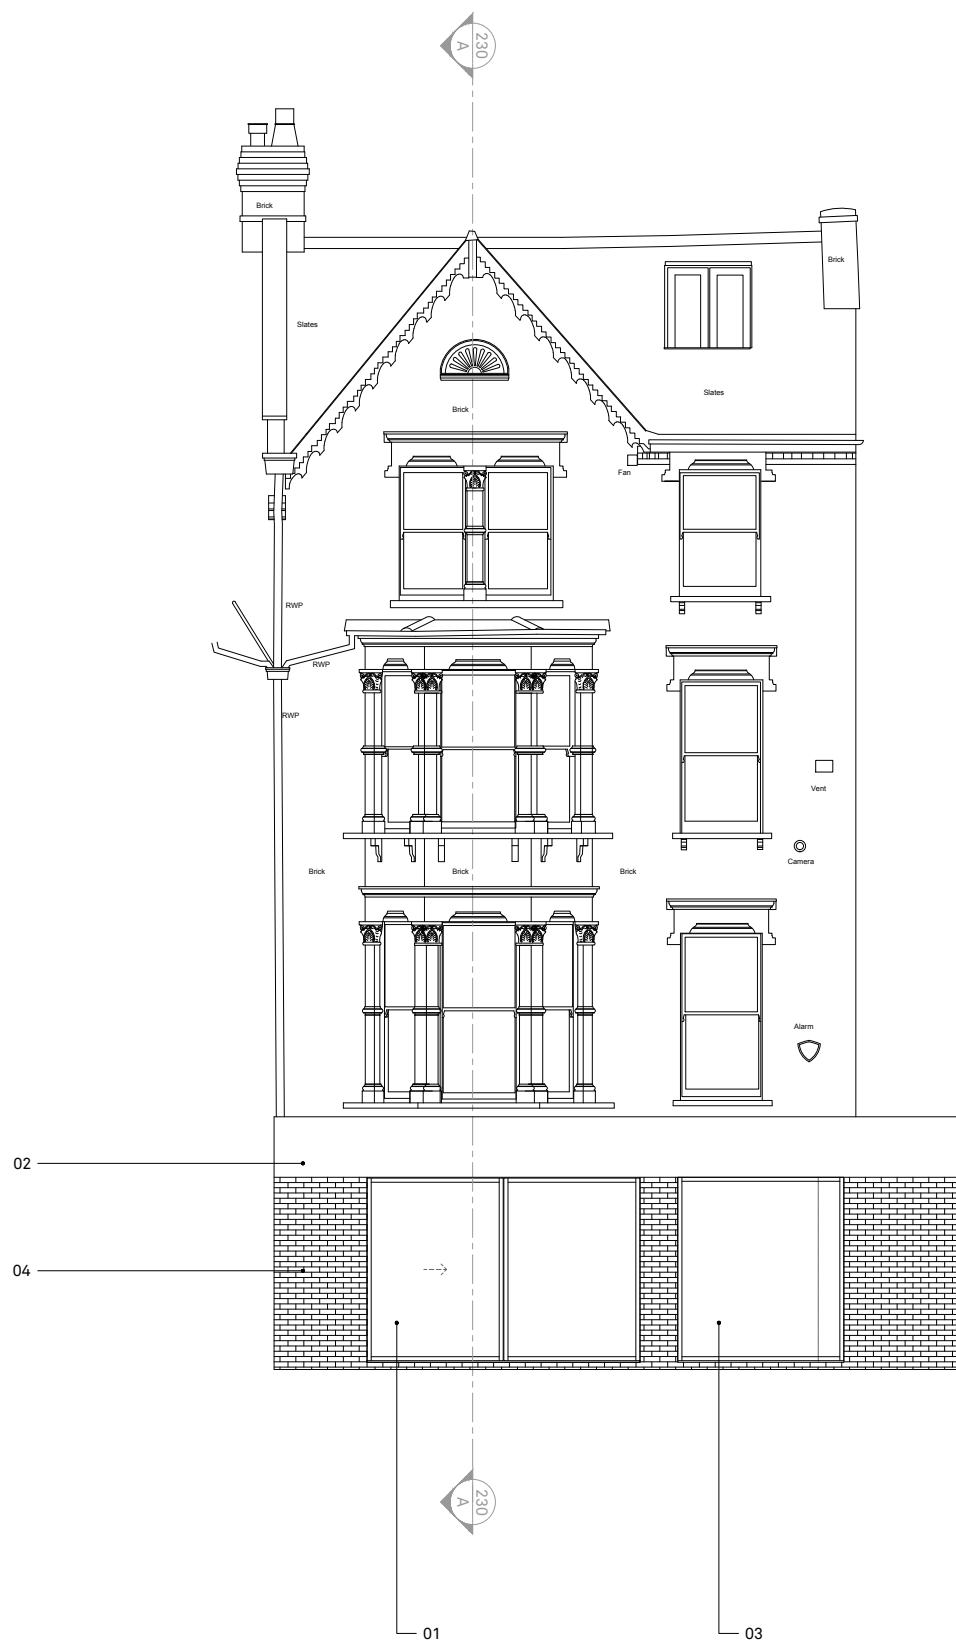 230
A
Brick
Brick
Slates
Slates
Brick
Fan
RWP
RWP
RWP
Vent
Camera
Brick
Brick
Brick
Alarm
02
04
230
A
01
03